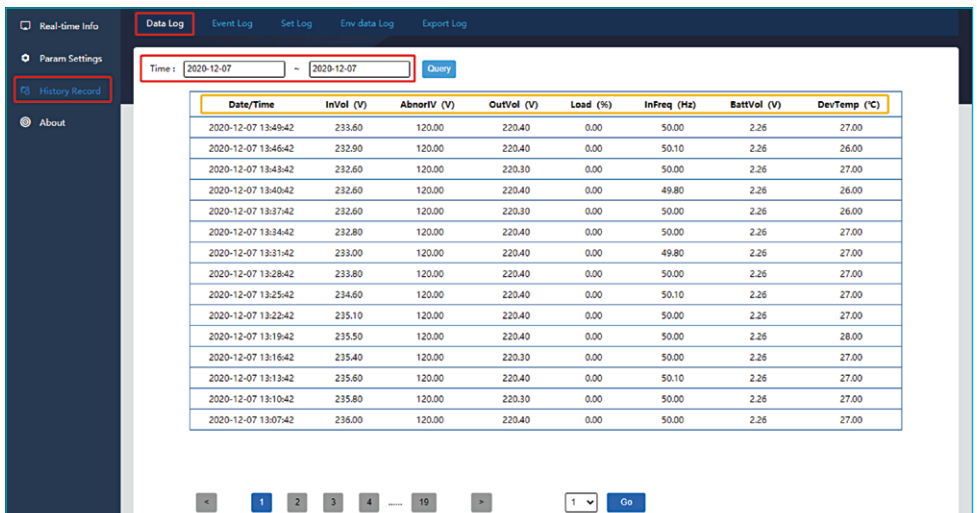 Real-time Info
Param Settings
History Record
About
Data Log Event Log Set Log Env data Log Export Log
Time : 2020-12-07 ~ 2020-12-07 Query
Date/Time InVol (V) AbnorIV (V) OutVol (V) Load (%) InFreq (Hz) BattVol (V) DevTemp (℃)
2020-12-07 13:49:42 233.60 120.00 220.40 0.00 50.00 2.26 27.00
2020-12-07 13:46:42 232.90 120.00 220.40 0.00 50.10 2.26 26.00
2020-12-07 13:43:42 232.60 120.00 220.30 0.00 50.00 2.26 27.00
2020-12-07 13:40:42 232.60 120.00 220.40 0.00 49.80 2.26 26.00
2020-12-07 13:37:42 232.60 120.00 220.30 0.00 50.00 2.26 26.00
2020-12-07 13:34:42 232.80 120.00 220.40 0.00 50.00 2.26 27.00
2020-12-07 13:31:42 233.00 120.00 220.40 0.00 49.80 2.26 27.00
2020-12-07 13:28:42 233.80 120.00 220.40 0.00 50.00 2.26 27.00
2020-12-07 13:25:42 234.60 120.00 220.40 0.00 50.10 2.26 27.00
2020-12-07 13:22:42 235.10 120.00 220.40 0.00 50.00 2.26 27.00
2020-12-07 13:19:42 235.50 120.00 220.40 0.00 50.00 2.26 28.00
2020-12-07 13:16:42 235.40 120.00 220.30 0.00 50.00 2.26 27.00
2020-12-07 13:13:42 235.60 120.00 220.40 0.00 50.10 2.26 27.00
2020-12-07 13:10:42 235.80 120.00 220.30 0.00 50.00 2.26 27.00
2020-12-07 13:07:42 236.00 120.00 220.40 0.00 50.00 2.26 27.00
< 1 2 3 4 ...... 19 > 1 Go